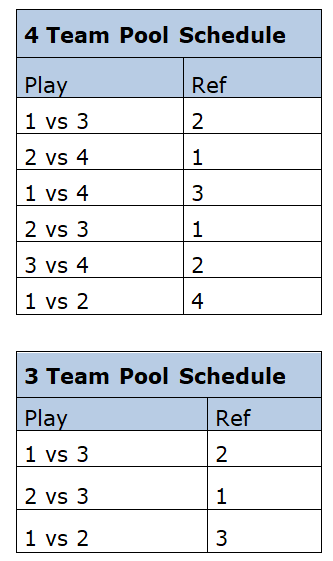 4 Team Pool Schedule
Play Ref
1 vs 3 2
2 vs 4 1
1 vs 4 3
2 vs 3 1
3 vs 4 2
1 vs 2 4
3 Team Pool Schedule
Play Ref
1 vs 3 2
2 vs 3 1
1 vs 2 3